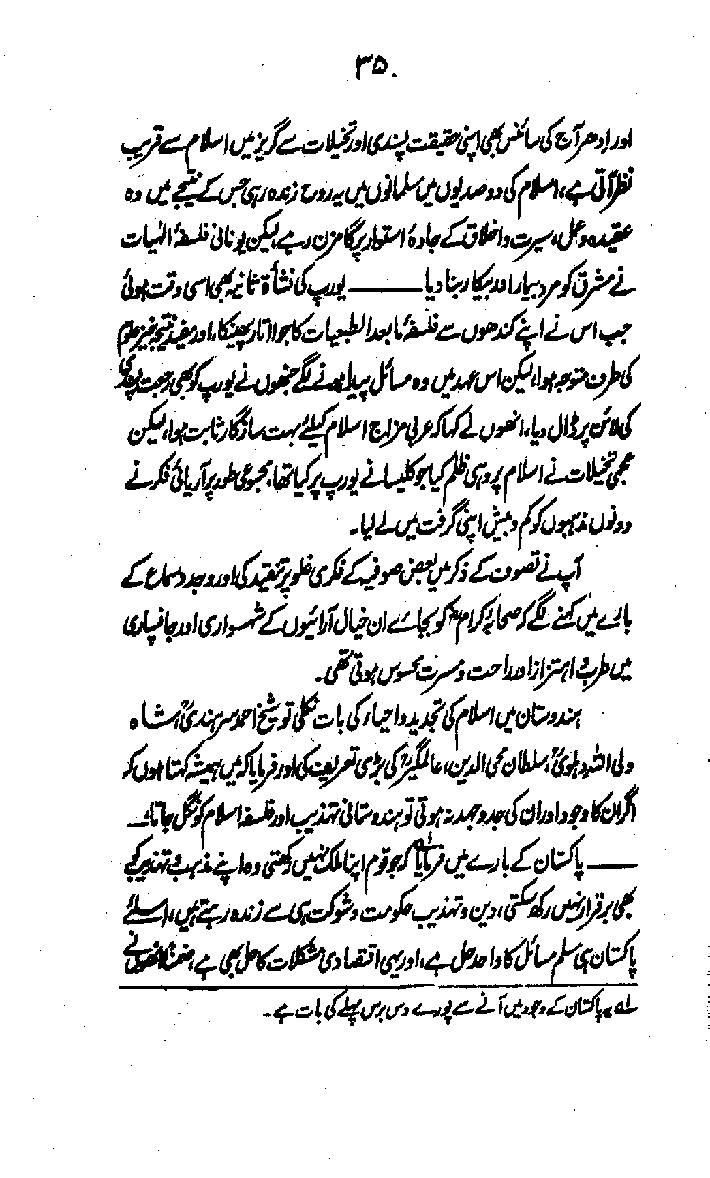 ۳۵
اور ادھر آج کی سائنس بھی اپنی حقیقت پسندی اور تخیلات سے گریز میں اسلام سے قریب
نظر آتی ہے، اسلام کی دو صدیوں میں مسلمانوں میں یہ روح زندہ رہی جس کے نتیجے میں وہ
عقیدہ و عمل، سیرت و اخلاق کے جادۂ استوار پر گامزن رہے، لیکن یونانی فلسفۂ الٰہیات
نے مشرق کو مرد بیمار اور بیکار بنا دیا ——— یورپ کی نشأۃ ثانیہ بھی اسی وقت ہوئی
جب اس نے اپنے کندھوں سے فلسفۂ مابعد الطبعیات کا جوا اتار پھینکا، اور مفید نتیجہ خیز علوم
کی طرف متوجہ ہوا، لیکن اس عہد میں وہ مسائل پیدا ہونے لگے جنھوں نے یورپ کو بھی رجعت پسندی
کی لائن پر ڈال دیا، انھوں نے کہا کہ عربی مزاج اسلام کیلئے بہت سازگار ثابت ہوا، لیکن
عجمی تخیلات نے اسلام پر وہی ظلم کیا جو کلیسا نے یورپ پر کیا تھا، مجموعی طور پر آریائی فکر نے
دونوں مذہبوں کو کم و بیش اپنی گرفت میں لے لیا۔
آپ نے تصوف کے ذکر میں بعض صوفیہ کے فکری غلو پر تنقید کی اور وجد و سماع کے
بارے میں کہنے لگے کہ صحابۂ کرامؓ کو بجائے ان خیال آرائیوں کے شہسواری اور جانسپاری
میں طرب و اہتزاز اور راحت و مسرت محسوس ہوتی تھی۔
ہندوستان میں اسلام کی تجدید و احیاء کی بات نکلی تو شیخ احمد سرہندیؒ، شاہ
ولی اللہ دہلویؒ، سلطان محی الدین، عالمگیرؒ کی بڑی تعریف کی اور فرمایا کہ میں ہمیشہ کہتا ہوں کہ
اگر ان کا وجود اور ان کی جدوجہد نہ ہوتی تو ہندوستانی تہذیب اور فلسفہ اسلام کو نگل جاتا۔
——— پاکستان کے بارے میں فرمایا لہ کہ جو قوم اپنا ملک نہیں رکھتی وہ اپنے مذہب و تہذیب کو
بھی برقرار نہیں رکھ سکتی، دین و تہذیب حکومت و شوکت ہی سے زندہ رہتے ہیں، اسلئے
پاکستان ہی مسلم مسائل کا واحد حل ہے، اور یہی اقتصادی مشکلات کا حل بھی ہے، ضمناً انھوں نے
لہ یہ پاکستان کے وجود میں آنے سے پورے دس برس پہلے کی بات ہے۔